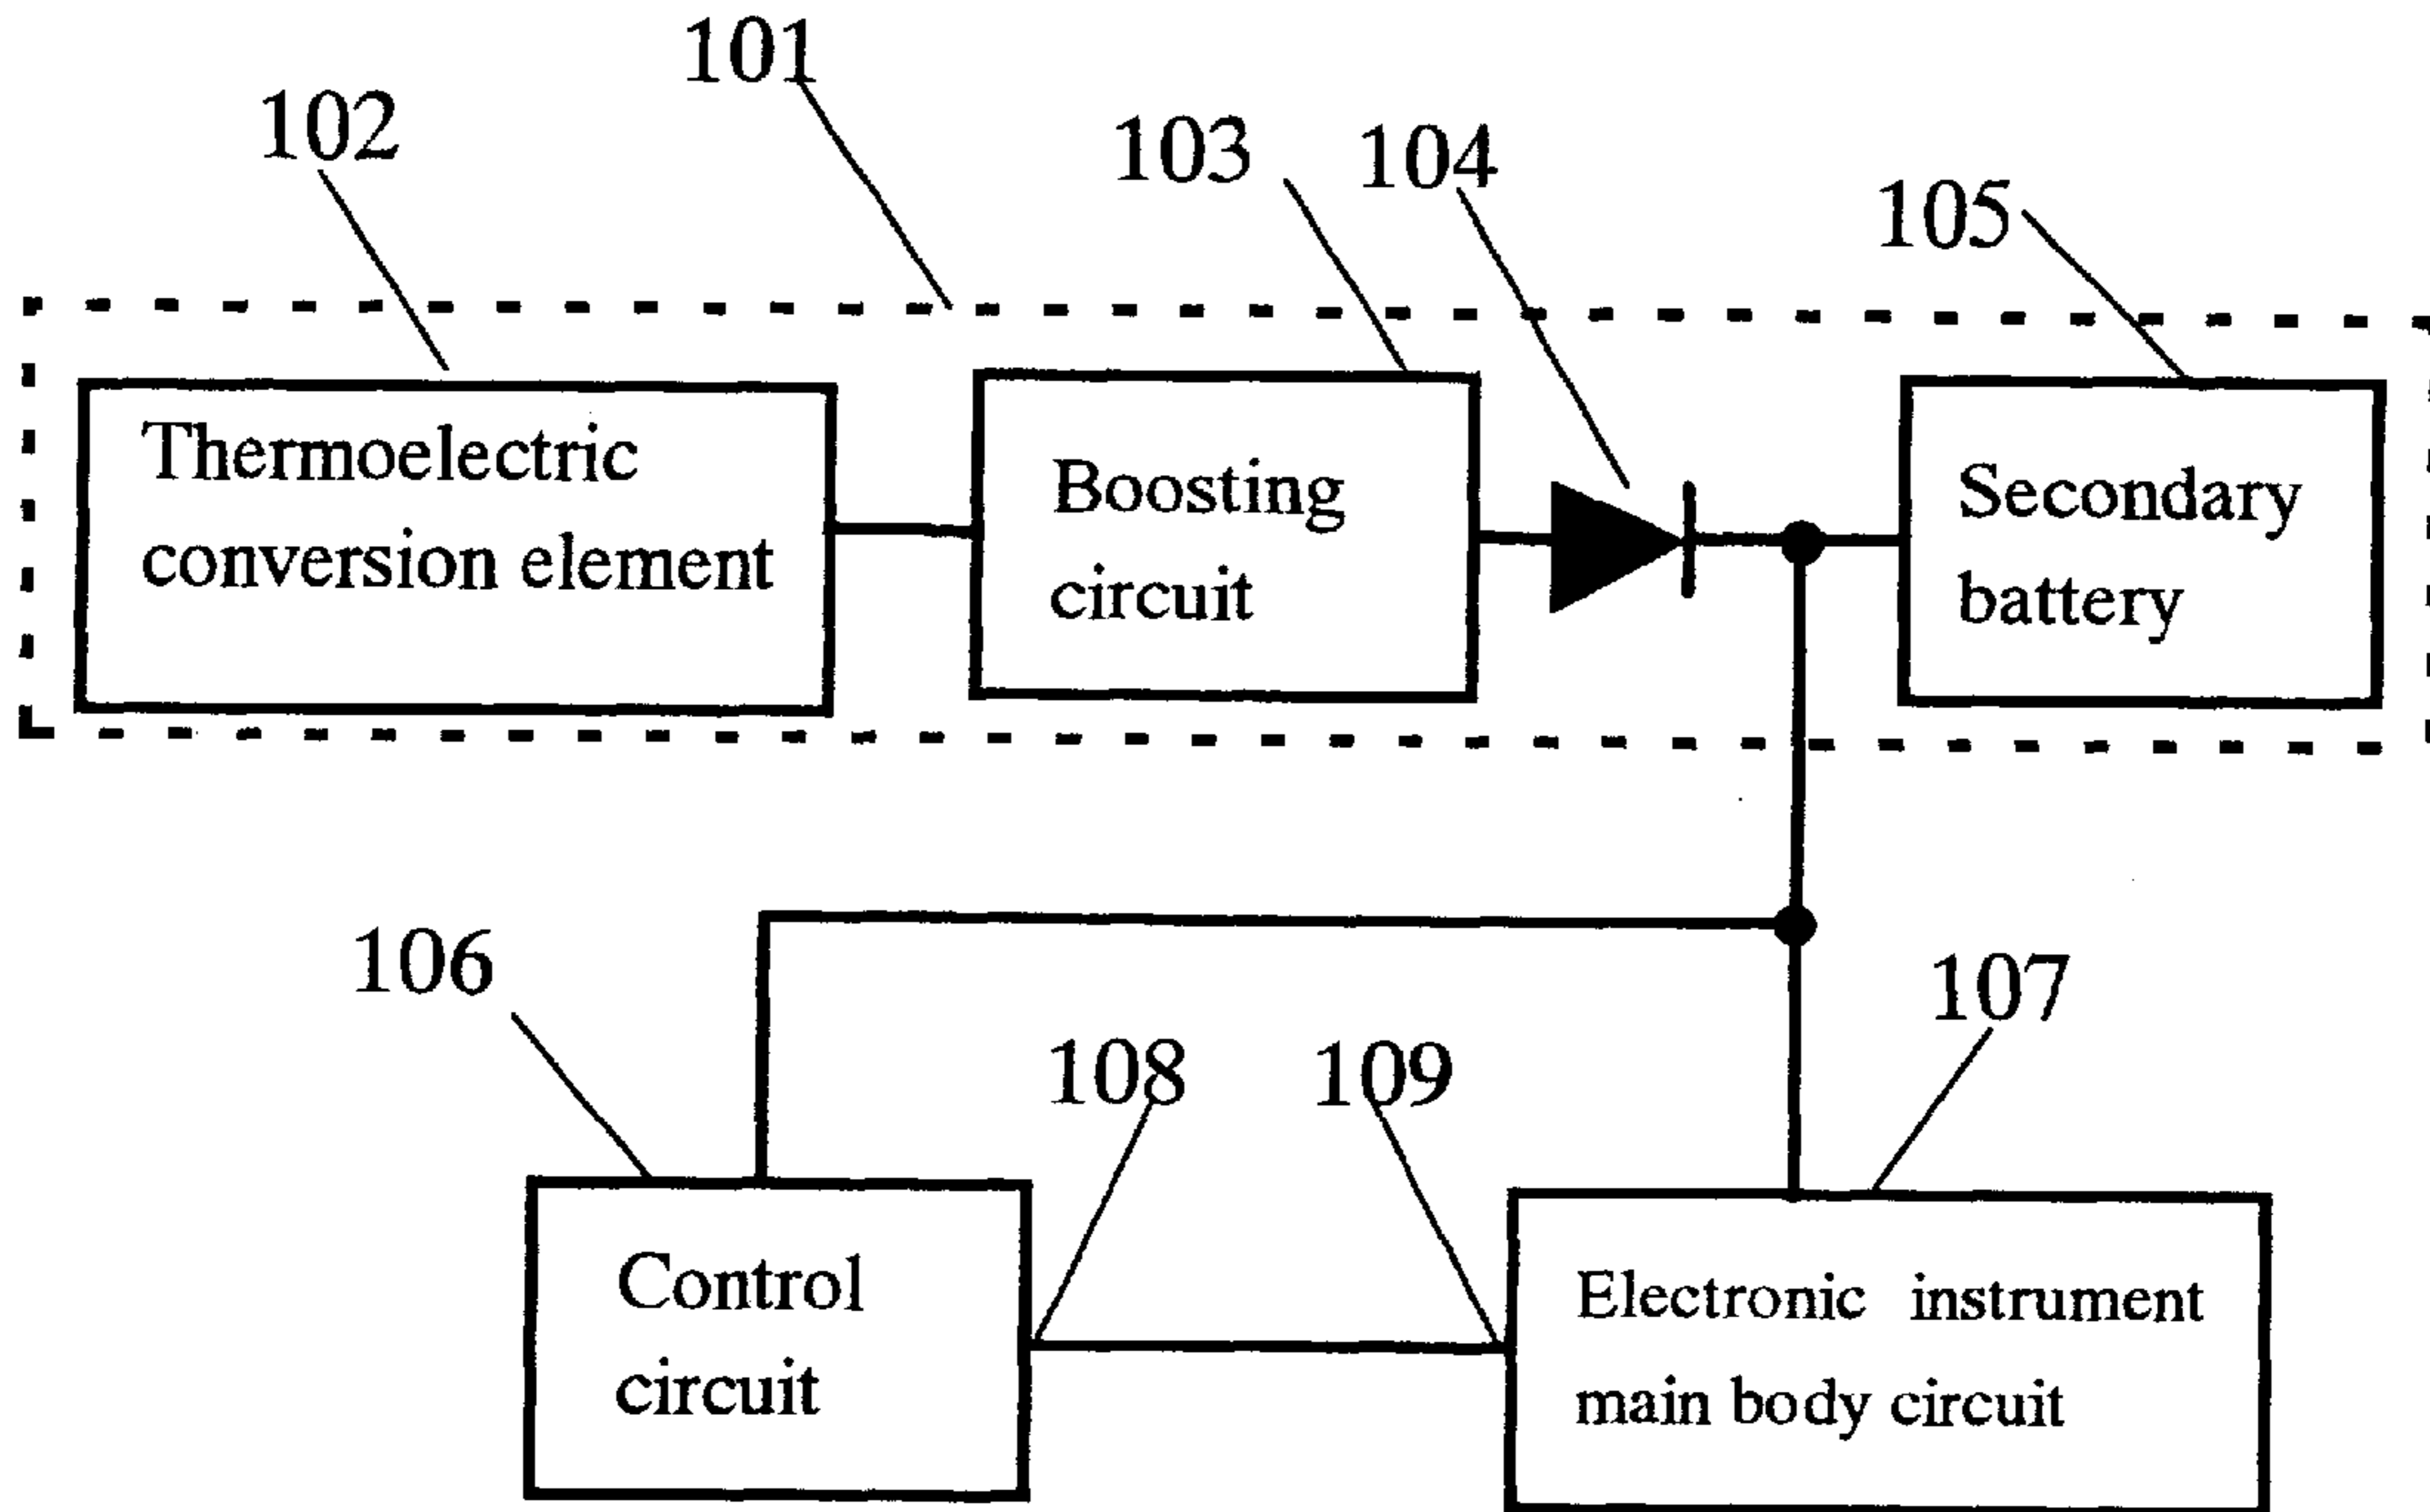 101
102
103
104
105
Thermoelectric
conversion element
Boosting
circuit
Secondary
battery
106
107
108
109
Control
circuit
Electronic instrument
main body circuit